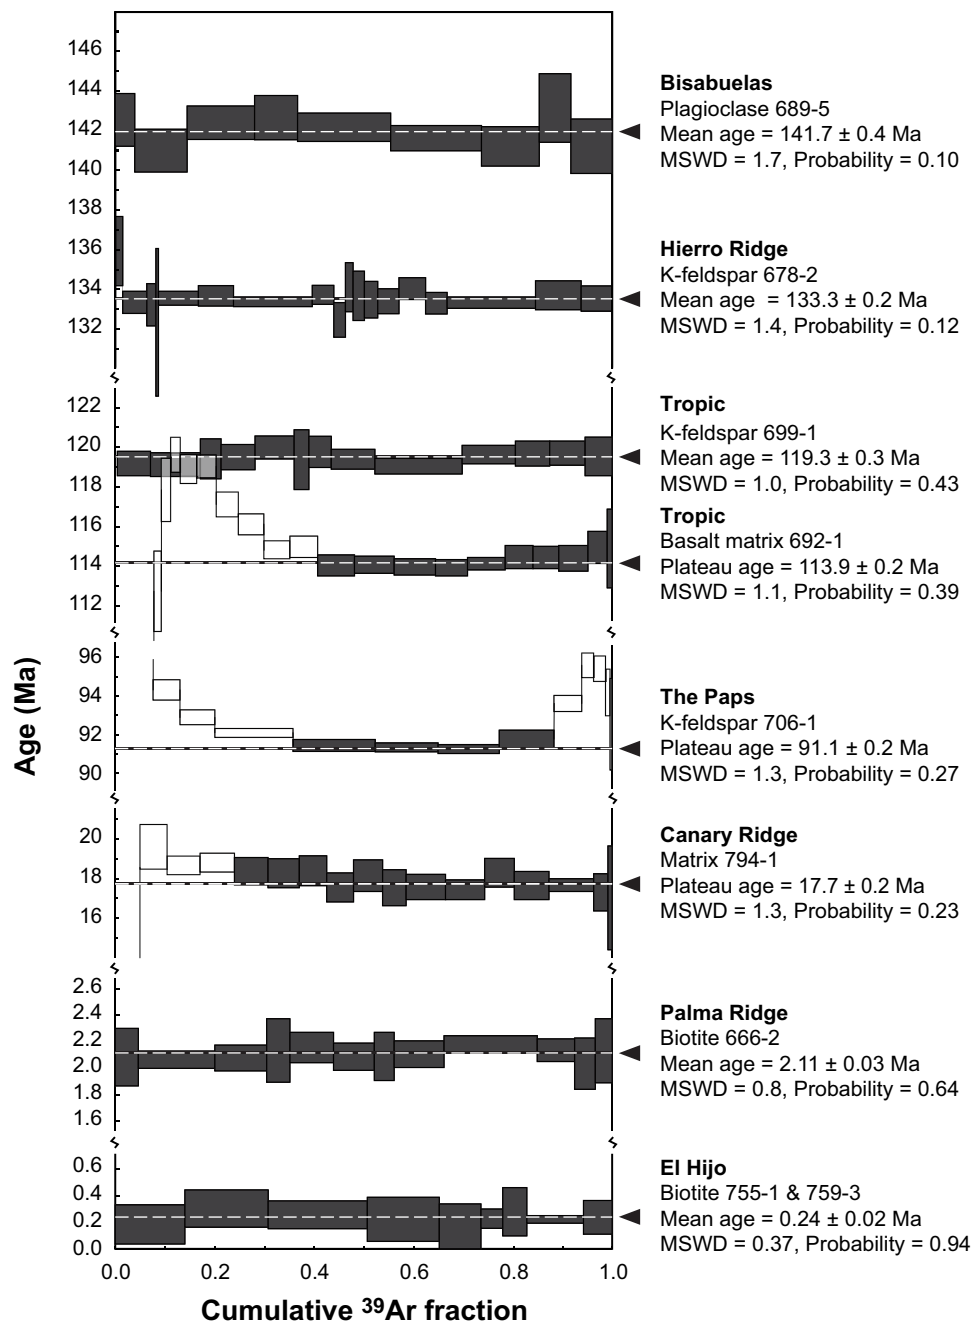 146
144
142
140
138
136
134
132
122
120
118
116
114
112
96
94
92
90
20
18
16
2.6
2.4
2.2
2.0
1.8
1.6
0.6
0.4
0.2
0.0
Age (Ma)
Bisabuelas
Plagioclase 689-5
Mean age = 141.7 ± 0.4 Ma
MSWD = 1.7, Probability = 0.10
Hierro Ridge
K-feldspar 678-2
Mean age = 133.3 ± 0.2 Ma
MSWD = 1.4, Probability = 0.12
Tropic
K-feldspar 699-1
Mean age = 119.3 ± 0.3 Ma
MSWD = 1.0, Probability = 0.43
Tropic
Basalt matrix 692-1
Plateau age = 113.9 ± 0.2 Ma
MSWD = 1.1, Probability = 0.39
The Paps
K-feldspar 706-1
Plateau age = 91.1 ± 0.2 Ma
MSWD = 1.3, Probability = 0.27
Canary Ridge
Matrix 794-1
Plateau age = 17.7 ± 0.2 Ma
MSWD = 1.3, Probability = 0.23
Palma Ridge
Biotite 666-2
Mean age = 2.11 ± 0.03 Ma
MSWD = 0.8, Probability = 0.64
El Hijo
Biotite 755-1 & 759-3
Mean age = 0.24 ± 0.02 Ma
MSWD = 0.37, Probability = 0.94
0.0 0.2 0.4 0.6 0.8 1.0
Cumulative ³⁹Ar fraction